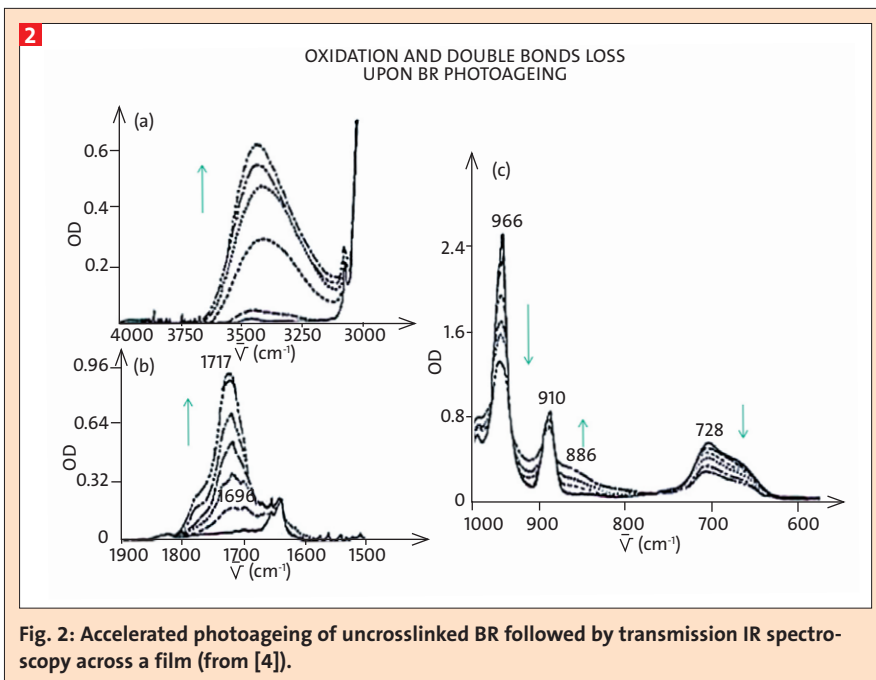 2
OXIDATION AND DOUBLE BONDS LOSS
UPON BR PHOTOAGEING
(a)
0.6
0.4
0.2
OD
4000 3750 3500 3250 3000
ν̄ (cm⁻¹)
(b)
0.96
0.64
0.32
0
OD
1717
1696
1900 1800 1700 1600 1500
ν̄ (cm⁻¹)
(c)
2.4
1.6
0.8
0
OD
966
910
886
728
1000 900 800 700 600
ν̄ (cm⁻¹)
Fig. 2: Accelerated photoageing of uncrosslinked BR followed by transmission IR spectro-
scopy across a film (from [4]).